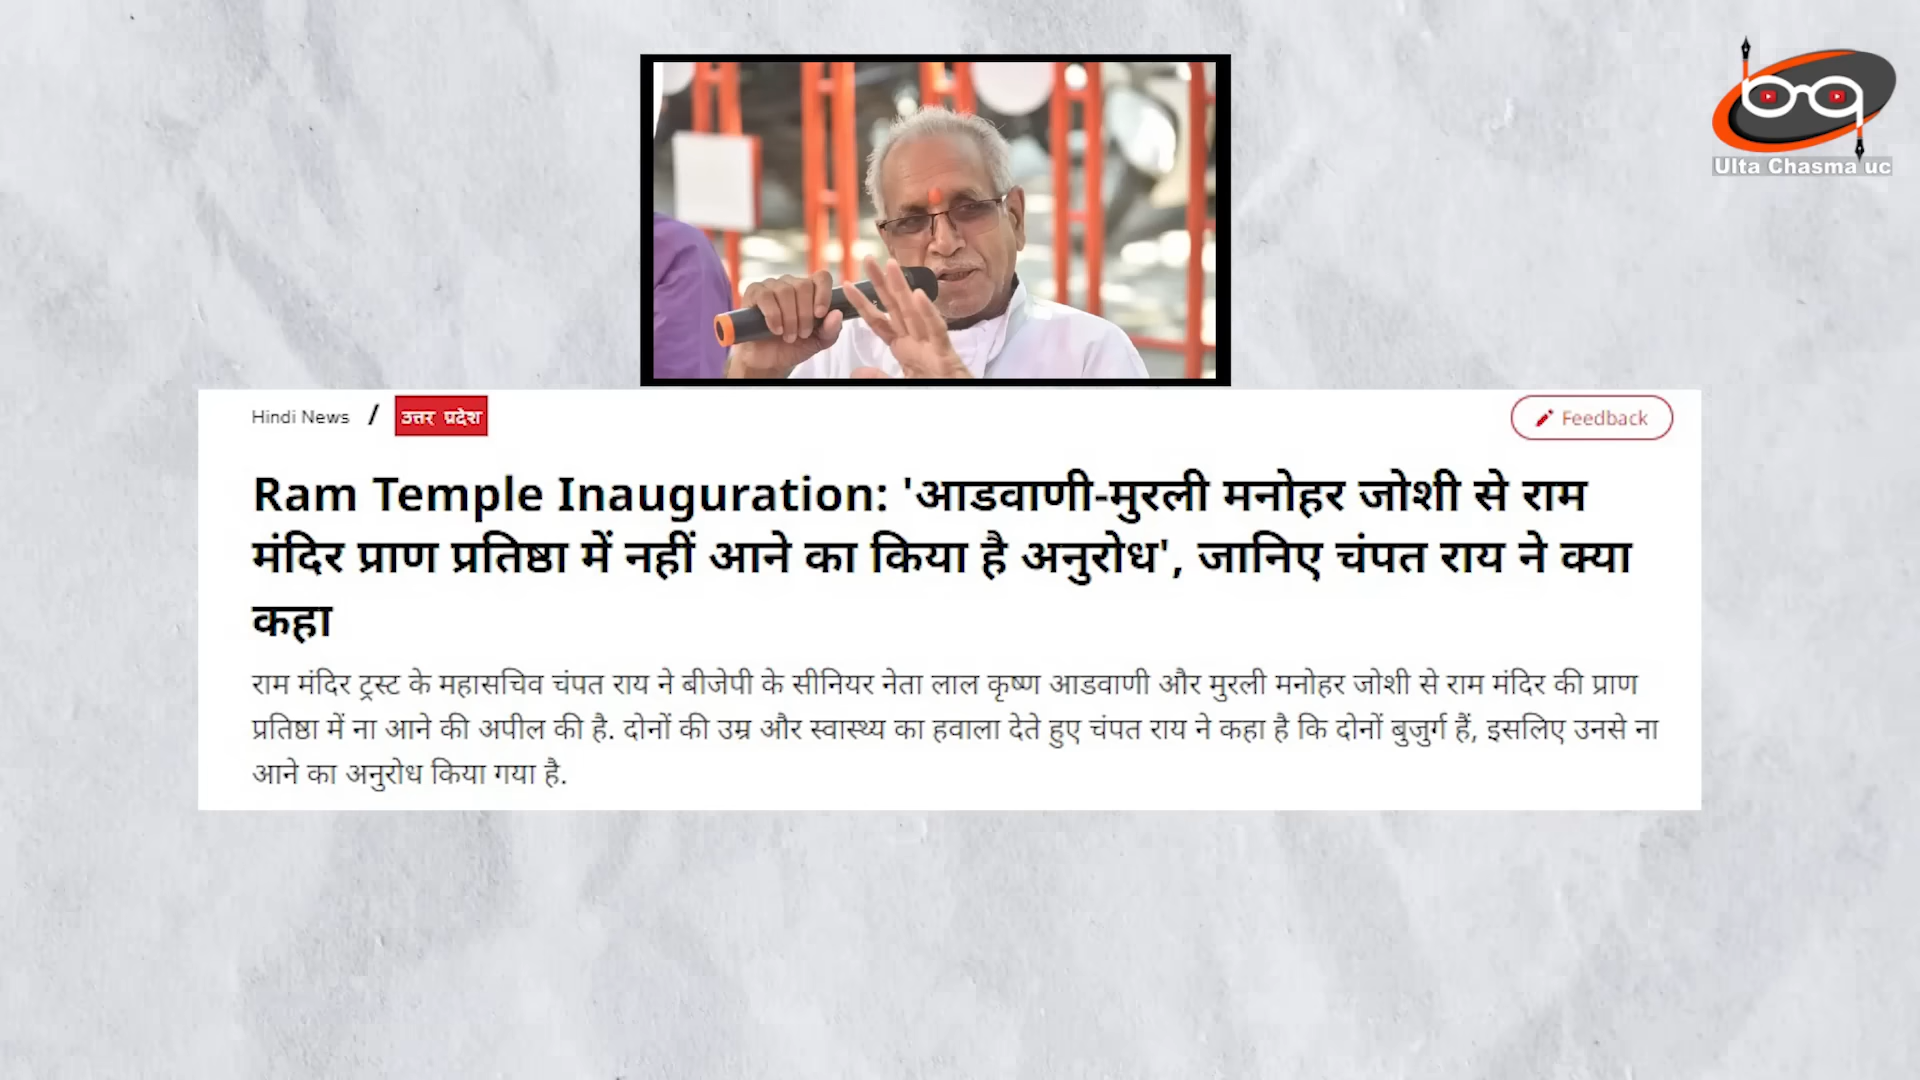 Ulta Chasma uc
Hindi News / उत्तर प्रदेश
Feedback
Ram Temple Inauguration: 'आडवाणी-मुरली मनोहर जोशी से राम
मंदिर प्राण प्रतिष्ठा में नहीं आने का किया है अनुरोध', जानिए चंपत राय ने क्या
कहा
राम मंदिर ट्रस्ट के महासचिव चंपत राय ने बीजेपी के सीनियर नेता लाल कृष्ण आडवाणी और मुरली मनोहर जोशी से राम मंदिर की प्राण
प्रतिष्ठा में ना आने की अपील की है. दोनों की उम्र और स्वास्थ्य का हवाला देते हुए चंपत राय ने कहा है कि दोनों बुजुर्ग हैं, इसलिए उनसे ना
आने का अनुरोध किया गया है.